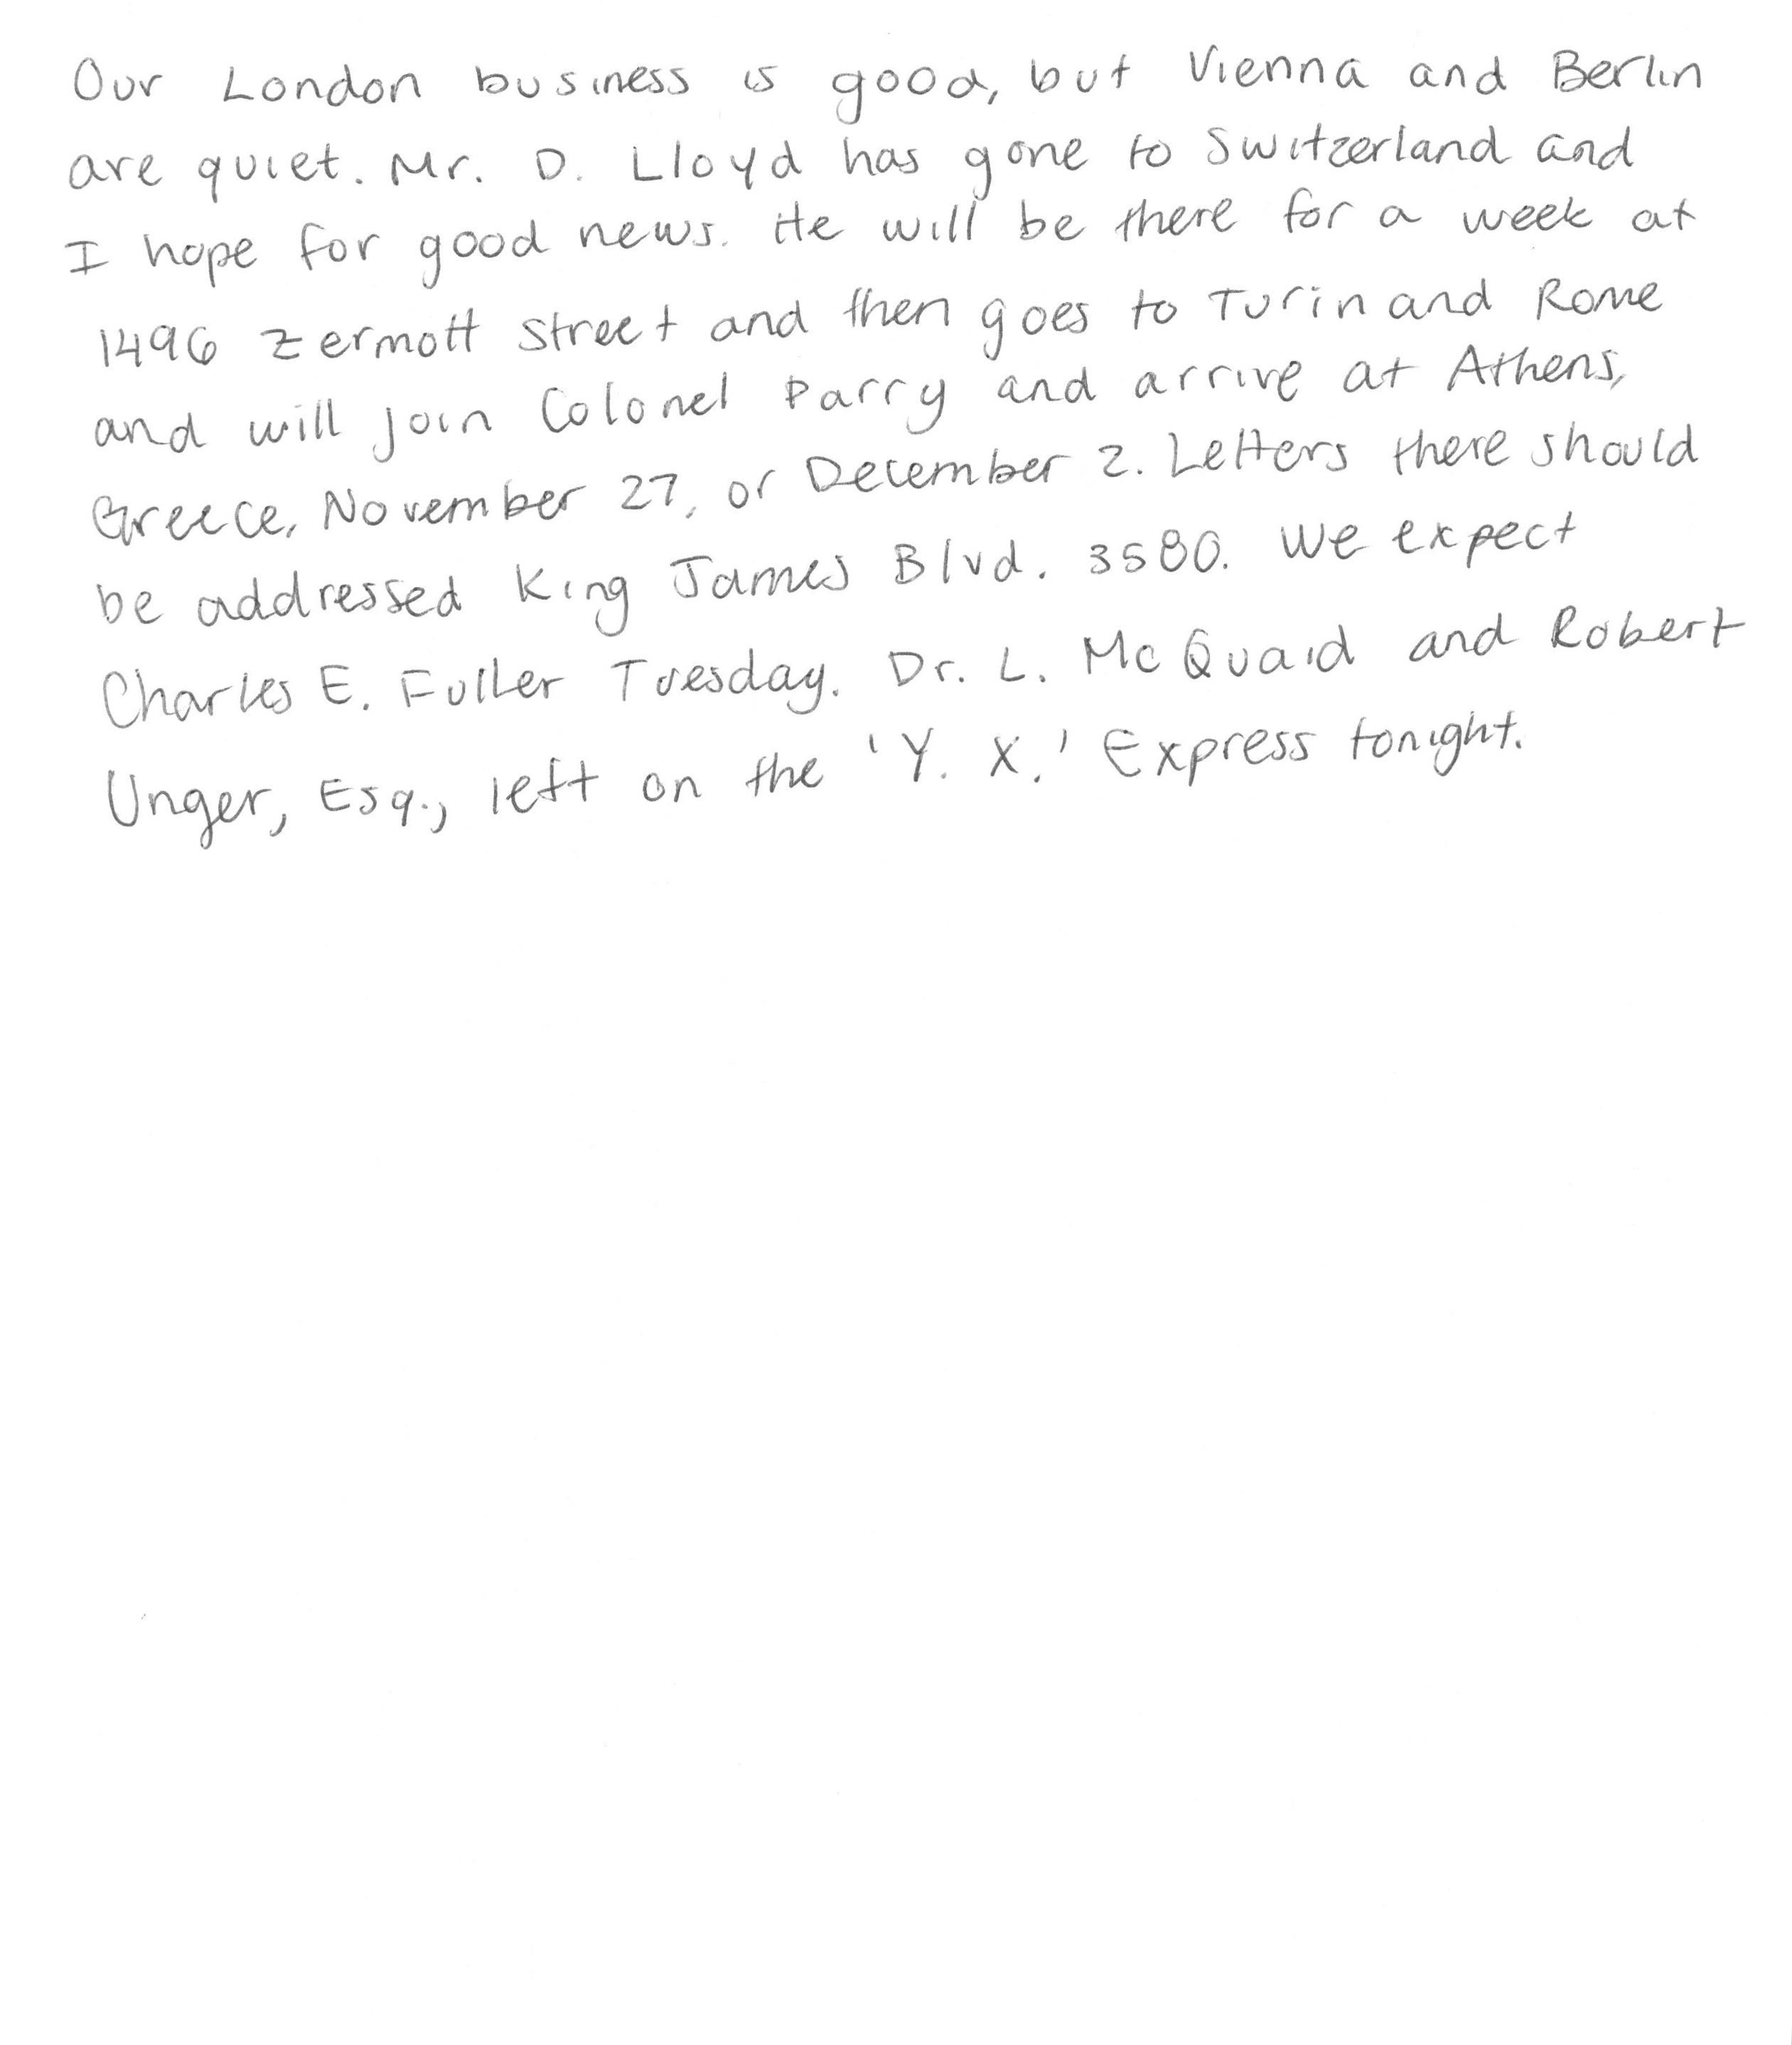 Our London business is good, but Vienna and Berlin
are quiet. Mr. D. Lloyd has gone to Switzerland and
I hope for good news. He will be there for a week at
1496 Zermott Street and then goes to Turin and Rome
and will join Colonel Parry and arrive at Athens,
Greece, November 27, or December 2. Letters there should
be addressed King James Blvd. 3580. We expect
Charles E. Fuller Tuesday. Dr. L. McQuaid and Robert
Unger, Esq., left on the 'Y. X.' Express tonight.